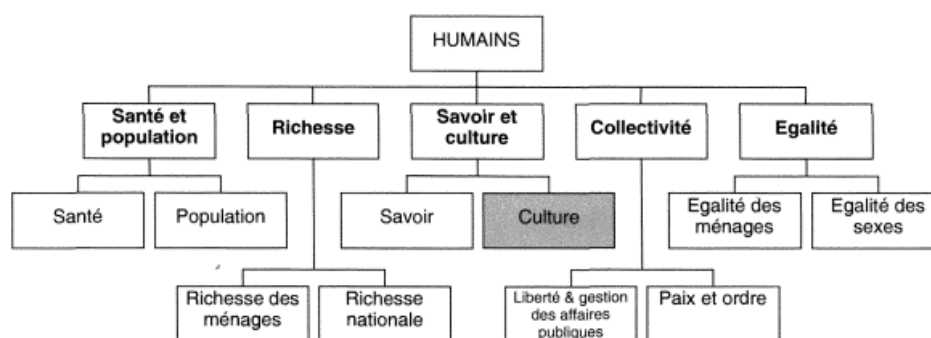 HUMAINS
Santé et
population
Richesse
Savoir et
culture
Collectivité
Egalité
Santé
Population
Savoir
Culture
Egalité des
ménages
Egalité des
sexes
Richesse des
ménages
Richesse
nationale
Liberté & gestion
des affaires
publiques
Paix et ordre